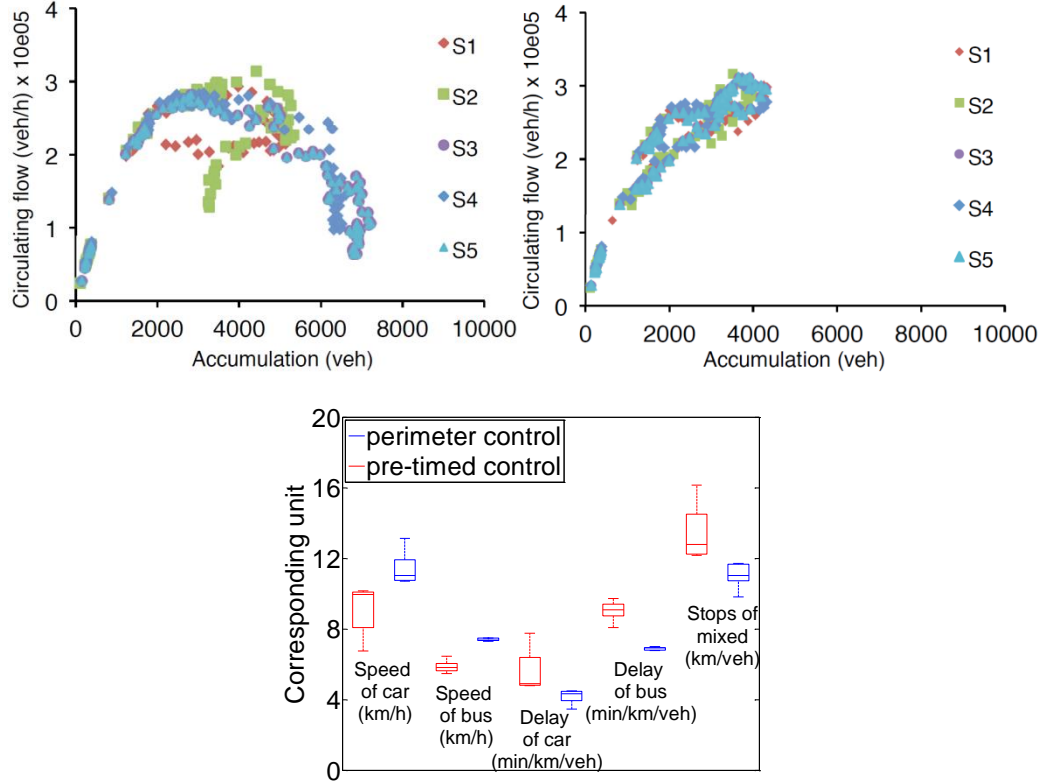 Circulating flow (veh/h) x 10e05
4
3
2
1
0
0 2000 4000 6000 8000 10000
Accumulation (veh)
S1
S2
S3
S4
S5
Circulating flow (veh/h) x 10e05
4
3
2
1
0
0 2000 4000 6000 8000 10000
Accumulation (veh)
S1
S2
S3
S4
S5
Corresponding unit
20
16
12
8
4
0
perimeter control
pre-timed control
Speed
of car
(km/h)
Speed
of bus
(km/h)
Delay
of car
(min/km/veh)
Delay
of bus
(min/km/veh)
Stops of
mixed
(km/veh)